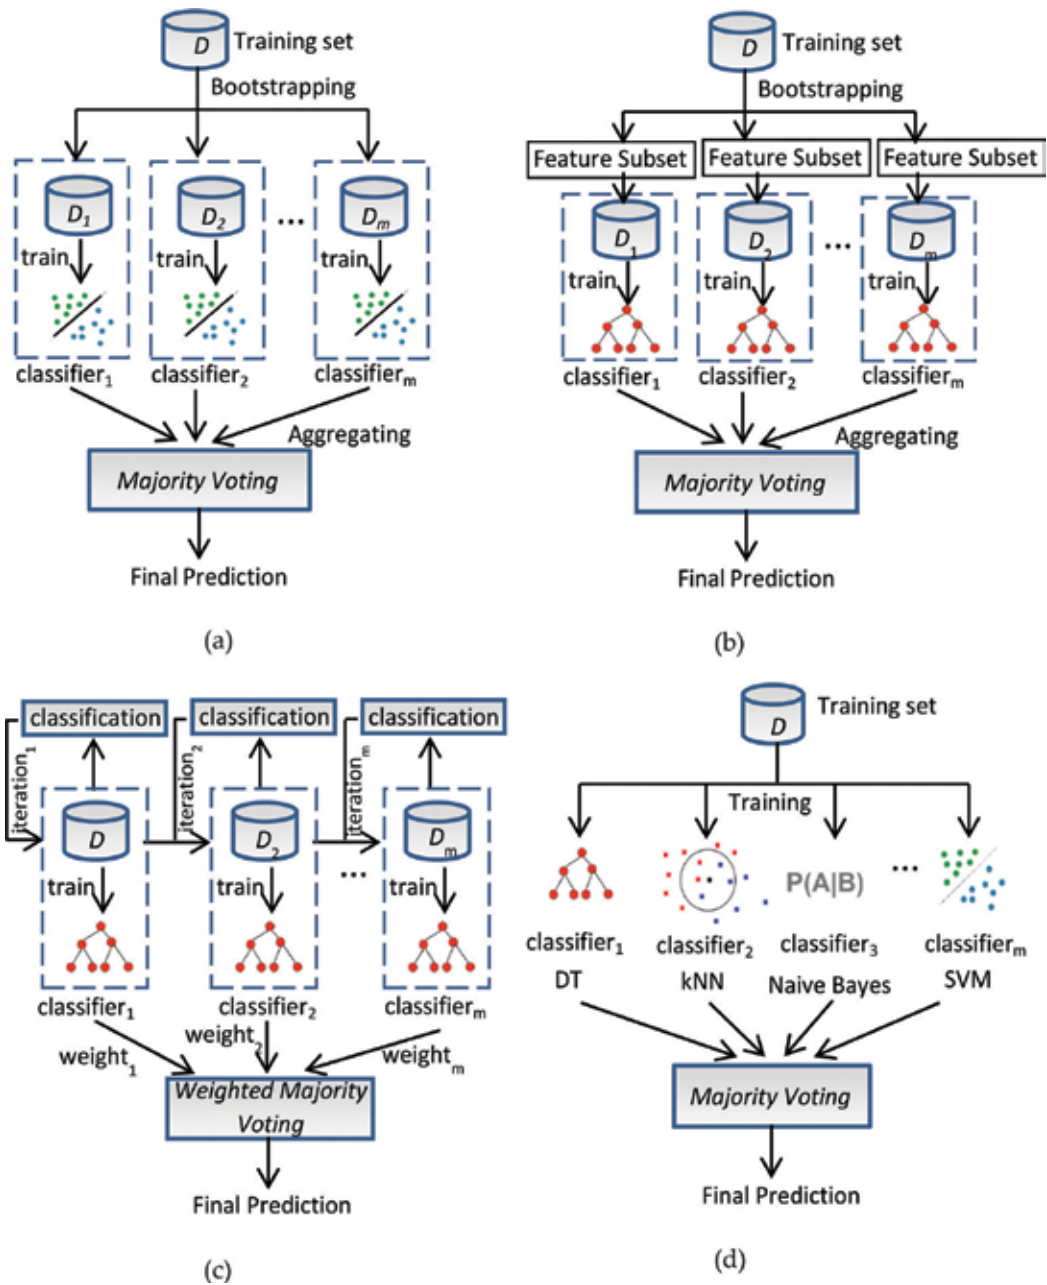 D Training set
Bootstrapping
D1 D2 ... Dm
train train train
classifier1 classifier2 classifierm
Aggregating
Majority Voting
Final Prediction
(a)
D Training set
Bootstrapping
Feature Subset Feature Subset Feature Subset
D1 D2 ... Dm
train train train
classifier1 classifier2 classifierm
Aggregating
Majority Voting
Final Prediction
(b)
classification classification classification
iteration1 iteration2 iterationm
D D2 ... Dm
train train train
classifier1 classifier2 classifierm
weight1 weight2 weightm
Weighted Majority
Voting
Final Prediction
(c)
D Training set
Training
P(A|B) ...
classifier1 classifier2 classifier3 classifierm
DT kNN Naive Bayes SVM
Majority Voting
Final Prediction
(d)